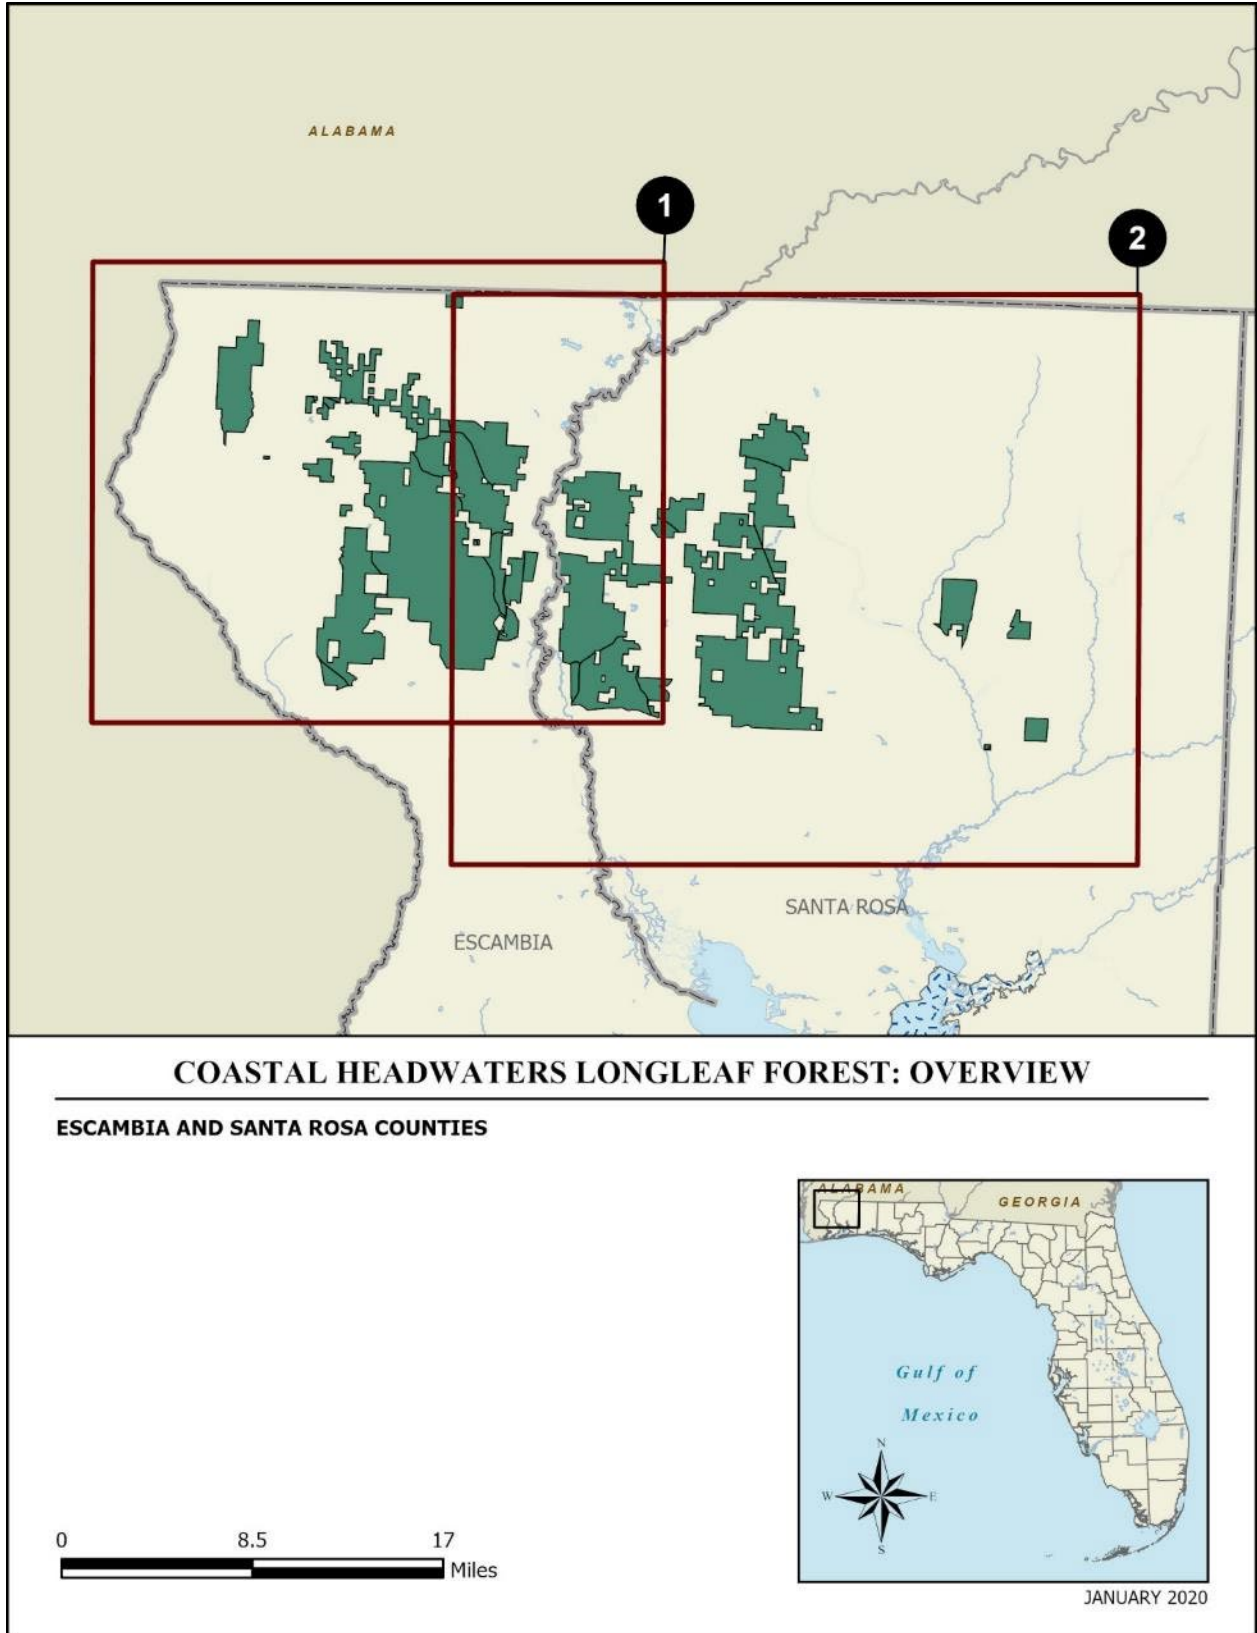 ALABAMA
1
2
SANTA ROSA
ESCAMBIA
COASTAL HEADWATERS LONGLEAF FOREST: OVERVIEW
ESCAMBIA AND SANTA ROSA COUNTIES
ALABAMA
GEORGIA
Gulf of
Mexico
N
W E
S
0 8.5 17
Miles
JANUARY 2020